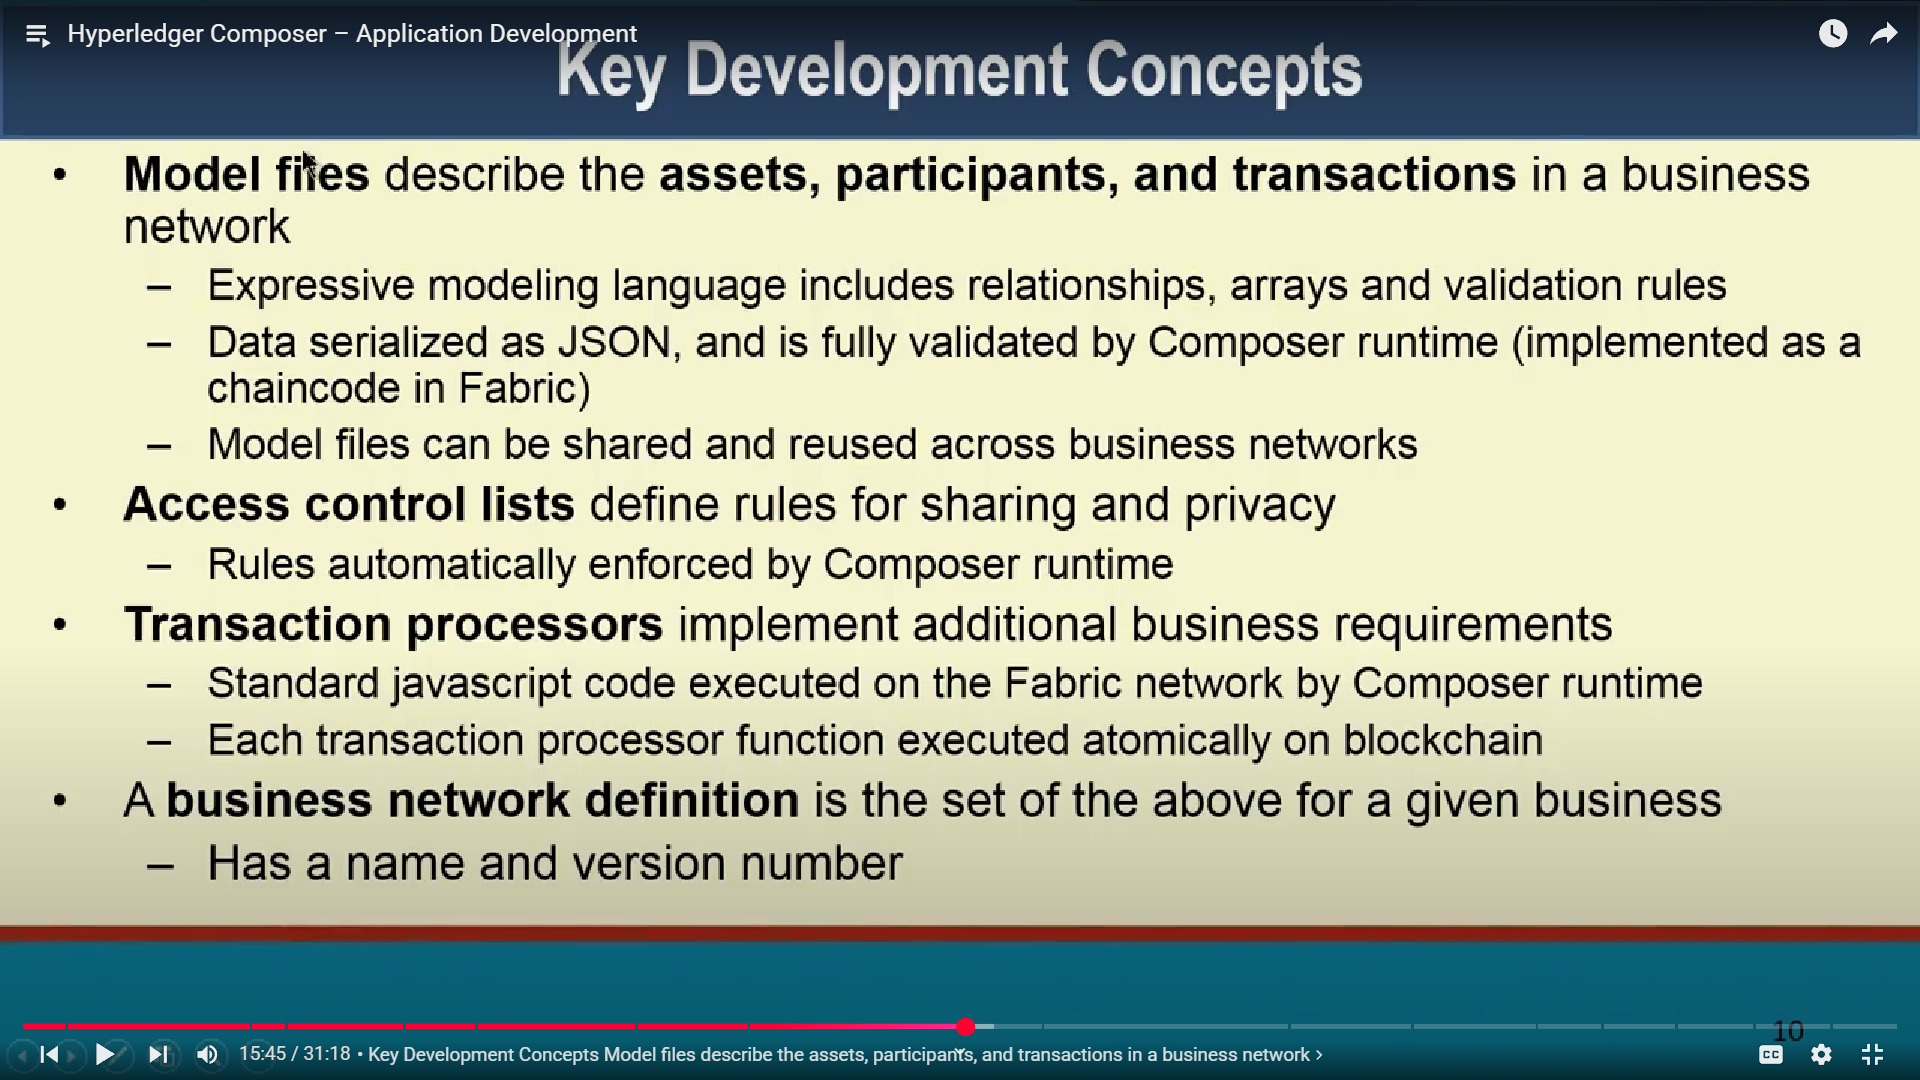 Hyperledger Composer – Application Development
Key Development Concepts
• Model files describe the assets, participants, and transactions in a business
network
– Expressive modeling language includes relationships, arrays and validation rules
– Data serialized as JSON, and is fully validated by Composer runtime (implemented as a
chaincode in Fabric)
– Model files can be shared and reused across business networks
• Access control lists define rules for sharing and privacy
– Rules automatically enforced by Composer runtime
• Transaction processors implement additional business requirements
– Standard javascript code executed on the Fabric network by Composer runtime
– Each transaction processor function executed atomically on blockchain
• A business network definition is the set of the above for a given business
– Has a name and version number
10
15:45 / 31:18 • Key Development Concepts Model files describe the assets, participants, and transactions in a business network ›
CC